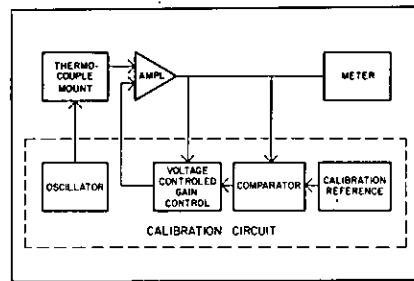 THERMO-
COUPLE
MOUNT
AMPL
METER
OSCILLATOR
VOLTAGE
CONTROLED
GAIN
CONTROL
COMPARATOR
CALIBRATION
REFERENCE
CALIBRATION CIRCUIT